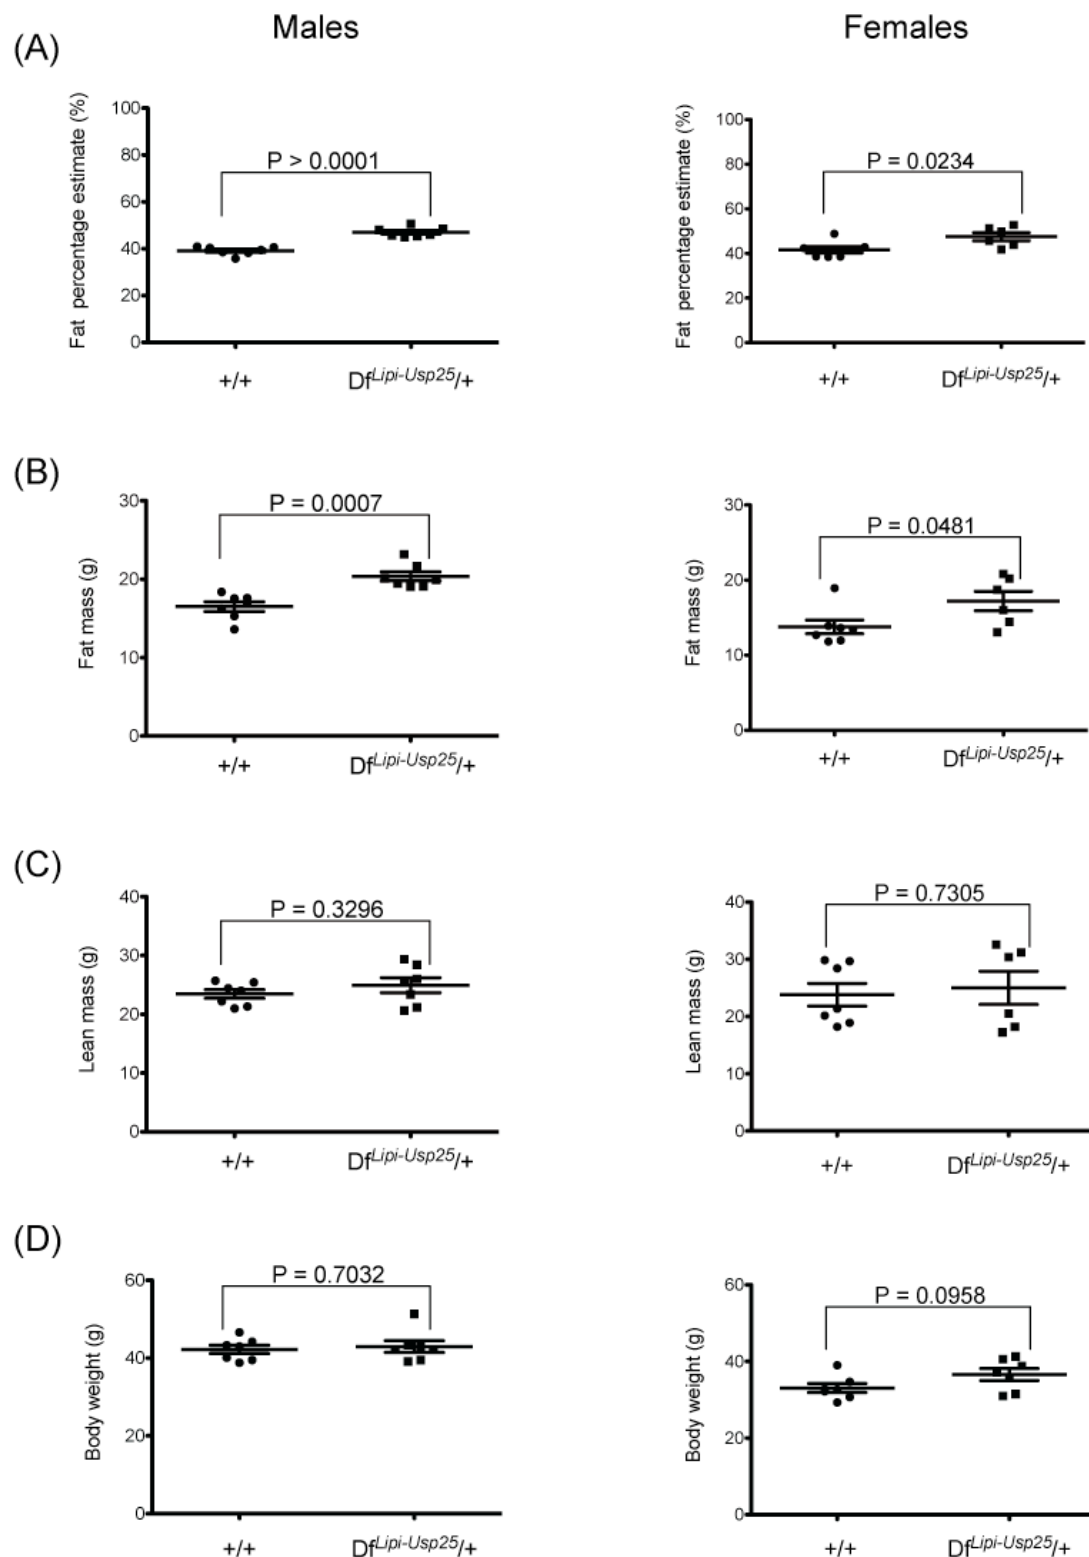 Males
Females
(A)
Fat percentage estimate (%)
100
80
60
40
20
0
P > 0.0001
+/+
Df^Lipi-Usp25/+
Fat percentage estimate (%)
100
80
60
40
20
0
P = 0.0234
+/+
Df^Lipi-Usp25/+
(B)
Fat mass (g)
30
20
10
0
P = 0.0007
+/+
Df^Lipi-Usp25/+
Fat mass (g)
30
20
10
0
P = 0.0481
+/+
Df^Lipi-Usp25/+
(C)
Lean mass (g)
40
30
20
10
0
P = 0.3296
+/+
Df^Lipi-Usp25/+
Lean mass (g)
40
30
20
10
0
P = 0.7305
+/+
Df^Lipi-Usp25/+
(D)
Body weight (g)
60
40
20
0
P = 0.7032
+/+
Df^Lipi-Usp25/+
Body weight (g)
60
40
20
0
P = 0.0958
+/+
Df^Lipi-Usp25/+